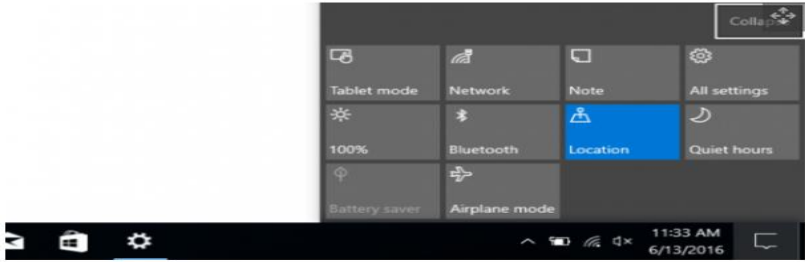 Tablet mode Network Note All settings
100% Bluetooth Location Quiet hours
Battery saver Airplane mode
11:33 AM
6/13/2016